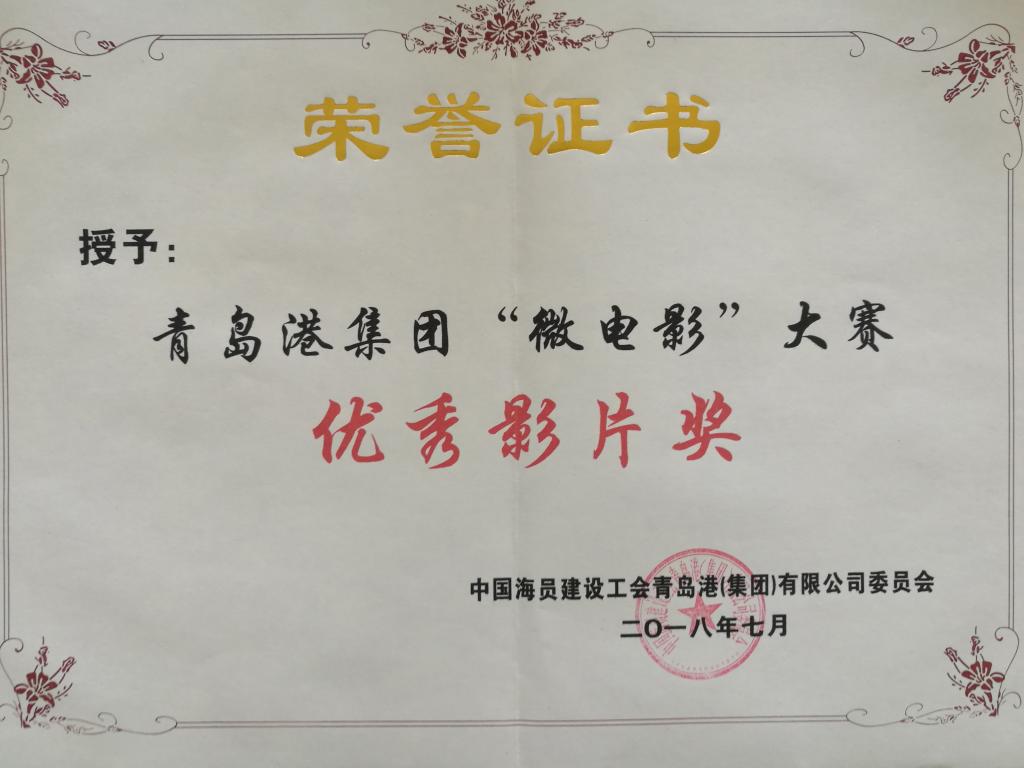 荣誉证书
授予：
青岛港集团“微电影”大赛
优秀影片奖
中国海员建设工会青岛港(集团)有限公司委员会
二〇一八年七月